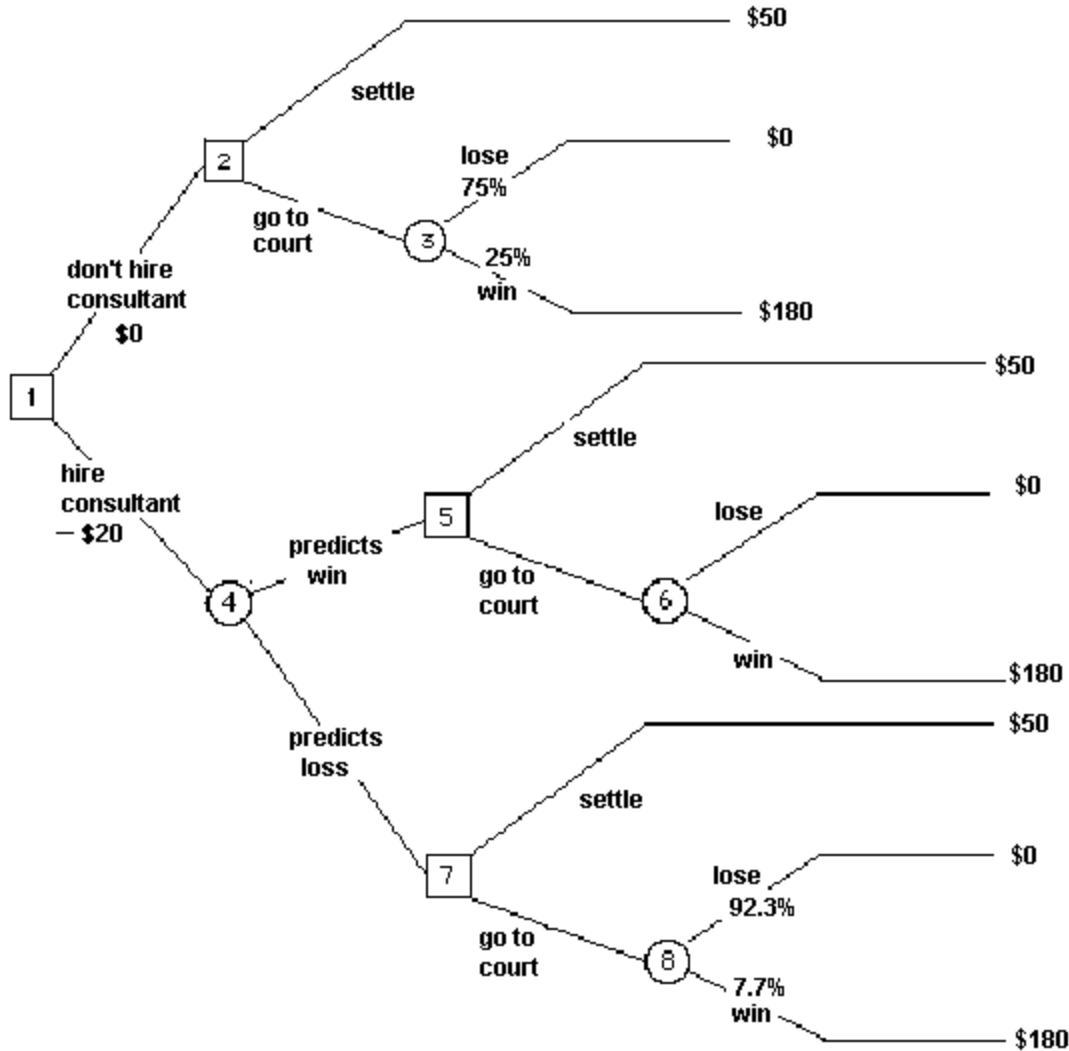 $50
settle
2
lose
75%
$0
go to
court
3
25%
win
$180
don't hire
consultant
$0
1
hire
consultant
– $20
4
predicts
win
5
settle
$50
go to
court
6
lose
$0
win
$180
predicts
loss
7
settle
$50
go to
court
8
lose
92.3%
$0
7.7%
win
$180